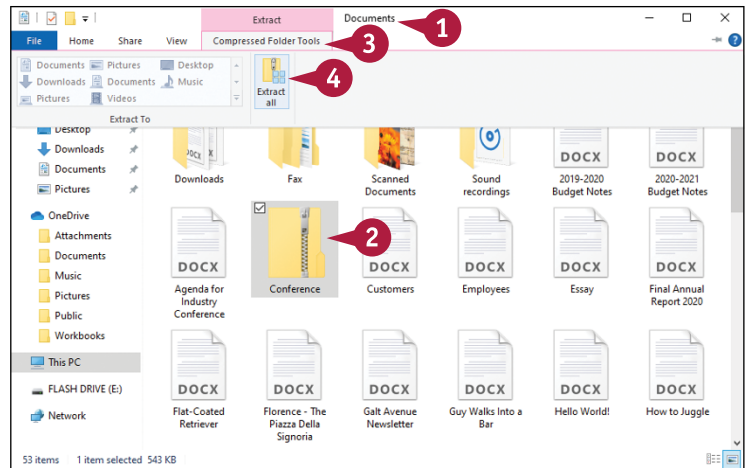 Extract
Documents
1
File
Home
Share
View
Compressed Folder Tools
3
?
Documents
Pictures
Desktop
Downloads
Documents
Music
Pictures
Videos
Extract To
Extract
all
4
Desktop
Downloads
Documents
Pictures
OneDrive
Attachments
Documents
Music
Pictures
Public
Workbooks
This PC
FLASH DRIVE (E:)
Network
DOCX
Downloads
Fax
Scanned
Documents
Sound
recordings
DOCX
2019-2020
Budget Notes
DOCX
2020-2021
Budget Notes
DOCX
Agenda for
Industry
Conference
Conference
2
DOCX
Customers
DOCX
Employees
DOCX
Essay
DOCX
Final Annual
Report 2020
DOCX
Flat-Coated
Retriever
DOCX
Florence - The
Piazza Della
Signoria
DOCX
Galt Avenue
Newsletter
DOCX
Guy Walks Into a
Bar
DOCX
Hello World!
DOCX
How to Juggle
53 items
1 item selected 543 KB